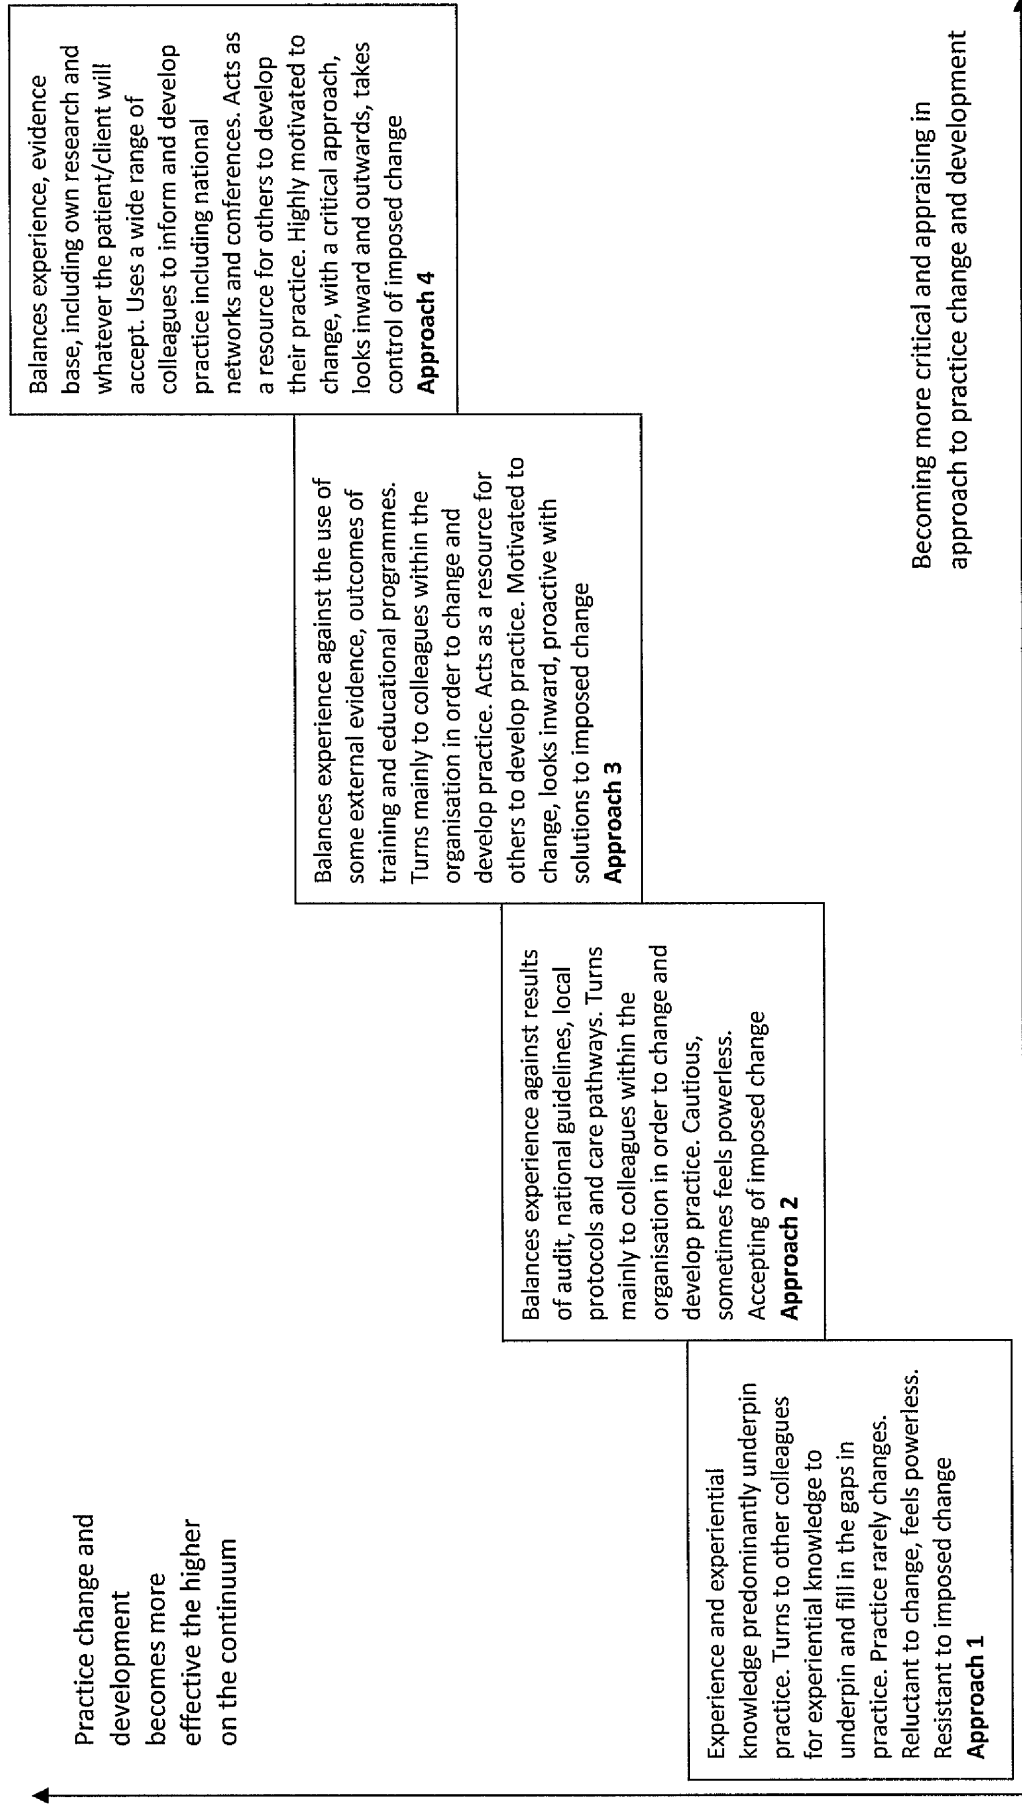 Practice change and
development
becomes more
effective the higher
on the continuum
Experience and experiential
knowledge predominantly underpin
practice. Turns to other colleagues
for experiential knowledge to
underpin and fill in the gaps in
practice. Practice rarely changes.
Reluctant to change, feels powerless.
Resistant to imposed change
Approach 1
Balances experience against results
of audit, national guidelines, local
protocols and care pathways. Turns
mainly to colleagues within the
organisation in order to change and
develop practice. Cautious,
sometimes feels powerless.
Accepting of imposed change
Approach 2
Balances experience against the use of
some external evidence, outcomes of
training and educational programmes.
Turns mainly to colleagues within the
organisation in order to change and
develop practice. Acts as a resource for
others to develop practice. Motivated to
change, looks inward, proactive with
solutions to imposed change
Approach 3
Balances experience, evidence
base, including own research and
whatever the patient/client will
accept. Uses a wide range of
colleagues to inform and develop
practice including national
networks and conferences. Acts as
a resource for others to develop
their practice. Highly motivated to
change, with a critical approach,
looks inward and outwards, takes
control of imposed change
Approach 4
Becoming more critical and appraising in
approach to practice change and development